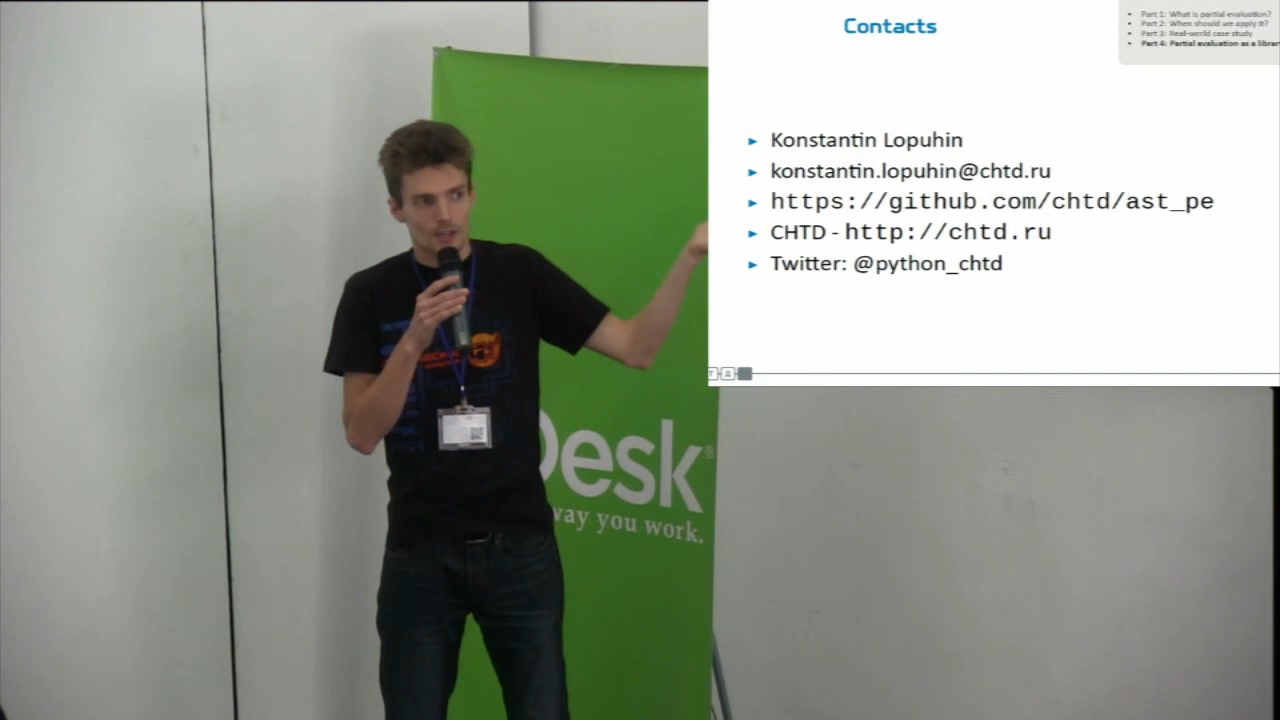 Contacts
Part 1: What is partial evaluation?
Part 2: When should we apply it?
Part 3: Real-world case study
Part 4: Partial evaluation as a librar
Konstantin Lopuhin
konstantin.lopuhin@chtd.ru
https://github.com/chtd/ast_pe
CHTD - http://chtd.ru
Twitter: @python_chtd
Desk®
way you work.